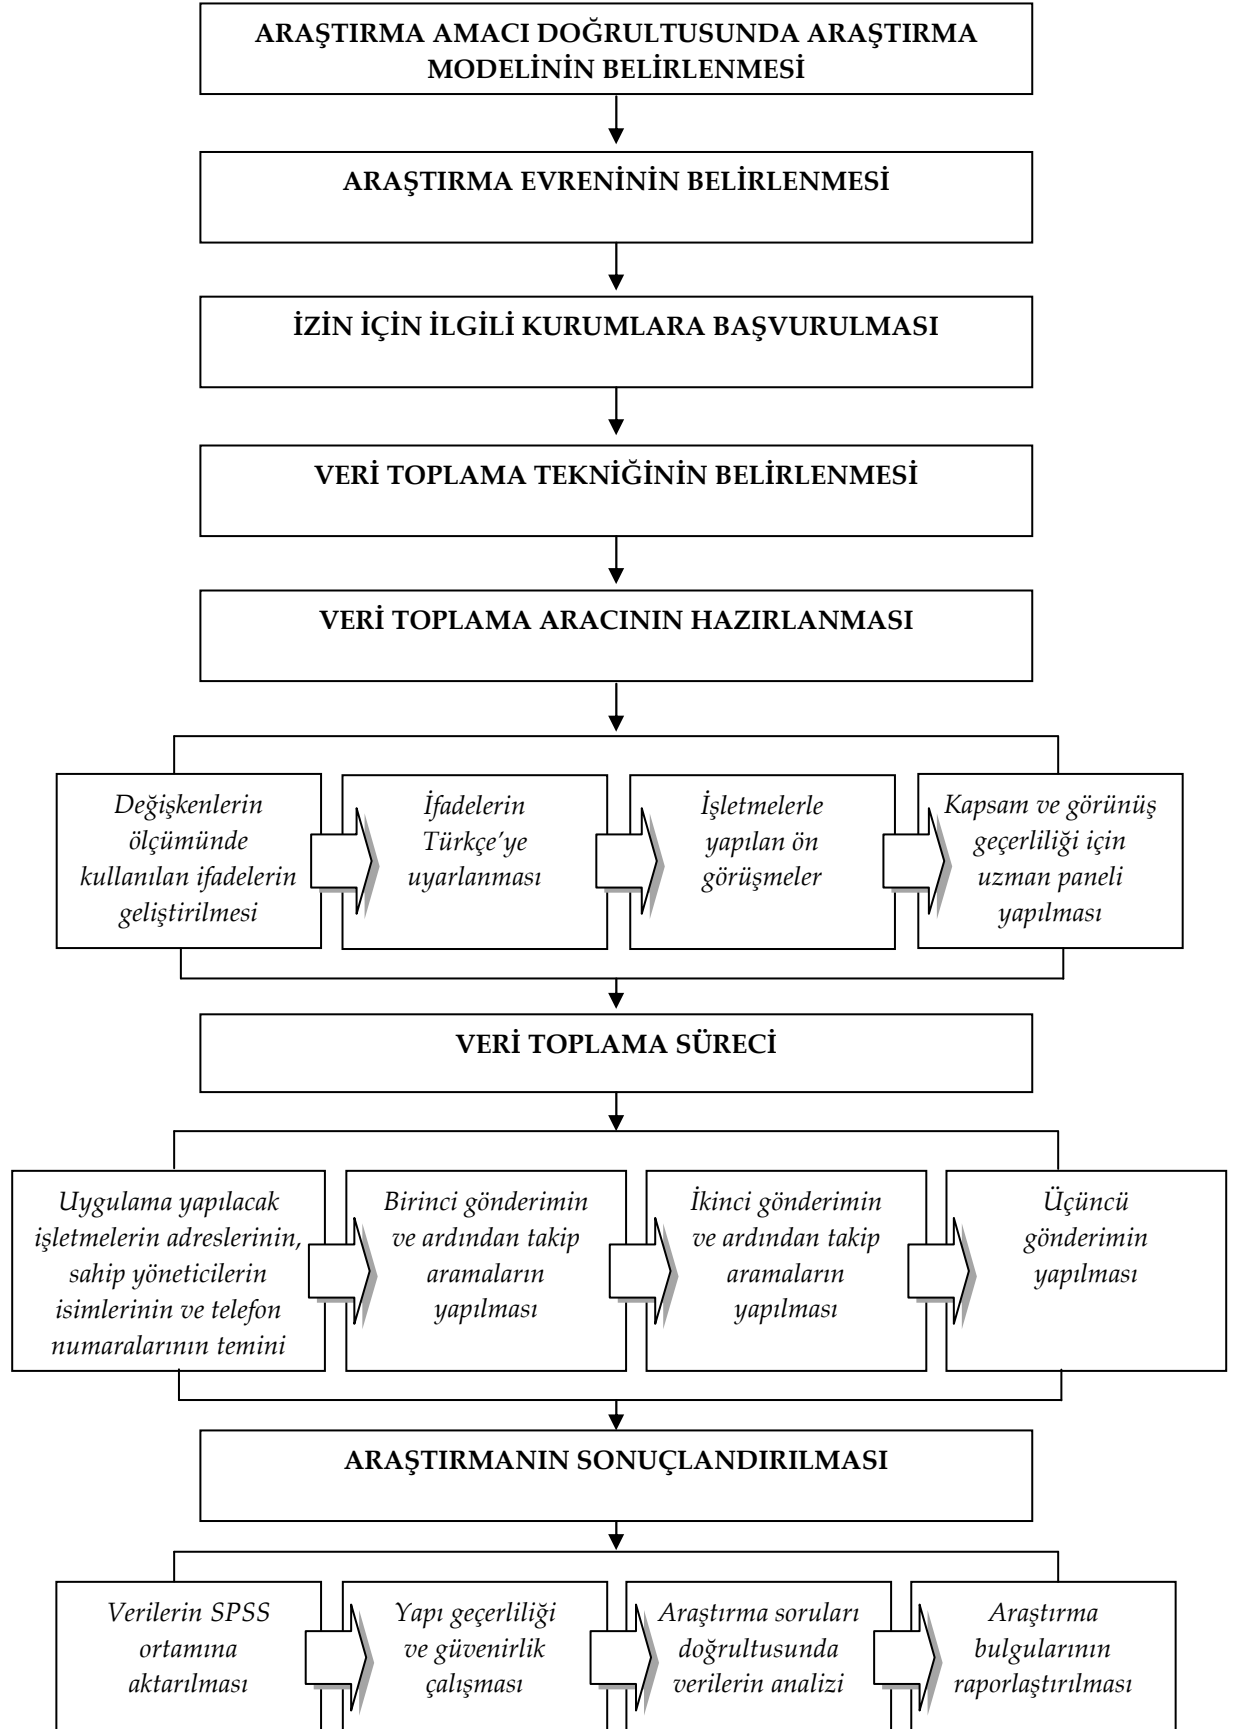 ARAŞTIRMA AMACI DOĞRULTUSUNDA ARAŞTIRMA
MODELİNİN BELİRLENMESİ
ARAŞTIRMA EVRENİNİN BELİRLENMESİ
İZİN İÇİN İLGİLİ KURUMLARA BAŞVURULMASI
VERİ TOPLAMA TEKNİĞİNİN BELİRLENMESİ
VERİ TOPLAMA ARACININ HAZIRLANMASI
Değişkenlerin
ölçümünde
kullanılan ifadelerin
geliştirilmesi
İfadelerin
Türkçe’ye
uyarlanması
İşletmelerle
yapılan ön
görüşmeler
Kapsam ve görünüş
geçerliliği için
uzman paneli
yapılması
VERİ TOPLAMA SÜRECİ
Uygulama yapılacak
işletmelerin adreslerinin,
sahip yöneticilerin
isimlerinin ve telefon
numaralarının temini
Birinci gönderimin
ve ardından takip
aramaların
yapılması
İkinci gönderimin
ve ardından takip
aramaların
yapılması
Üçüncü
gönderimin
yapılması
ARAŞTIRMANIN SONUÇLANDIRILMASI
Verilerin SPSS
ortamına
aktarılması
Yapı geçerliliği
ve güvenirlik
çalışması
Araştırma soruları
doğrultusunda
verilerin analizi
Araştırma
bulgularının
raporlaştırılması